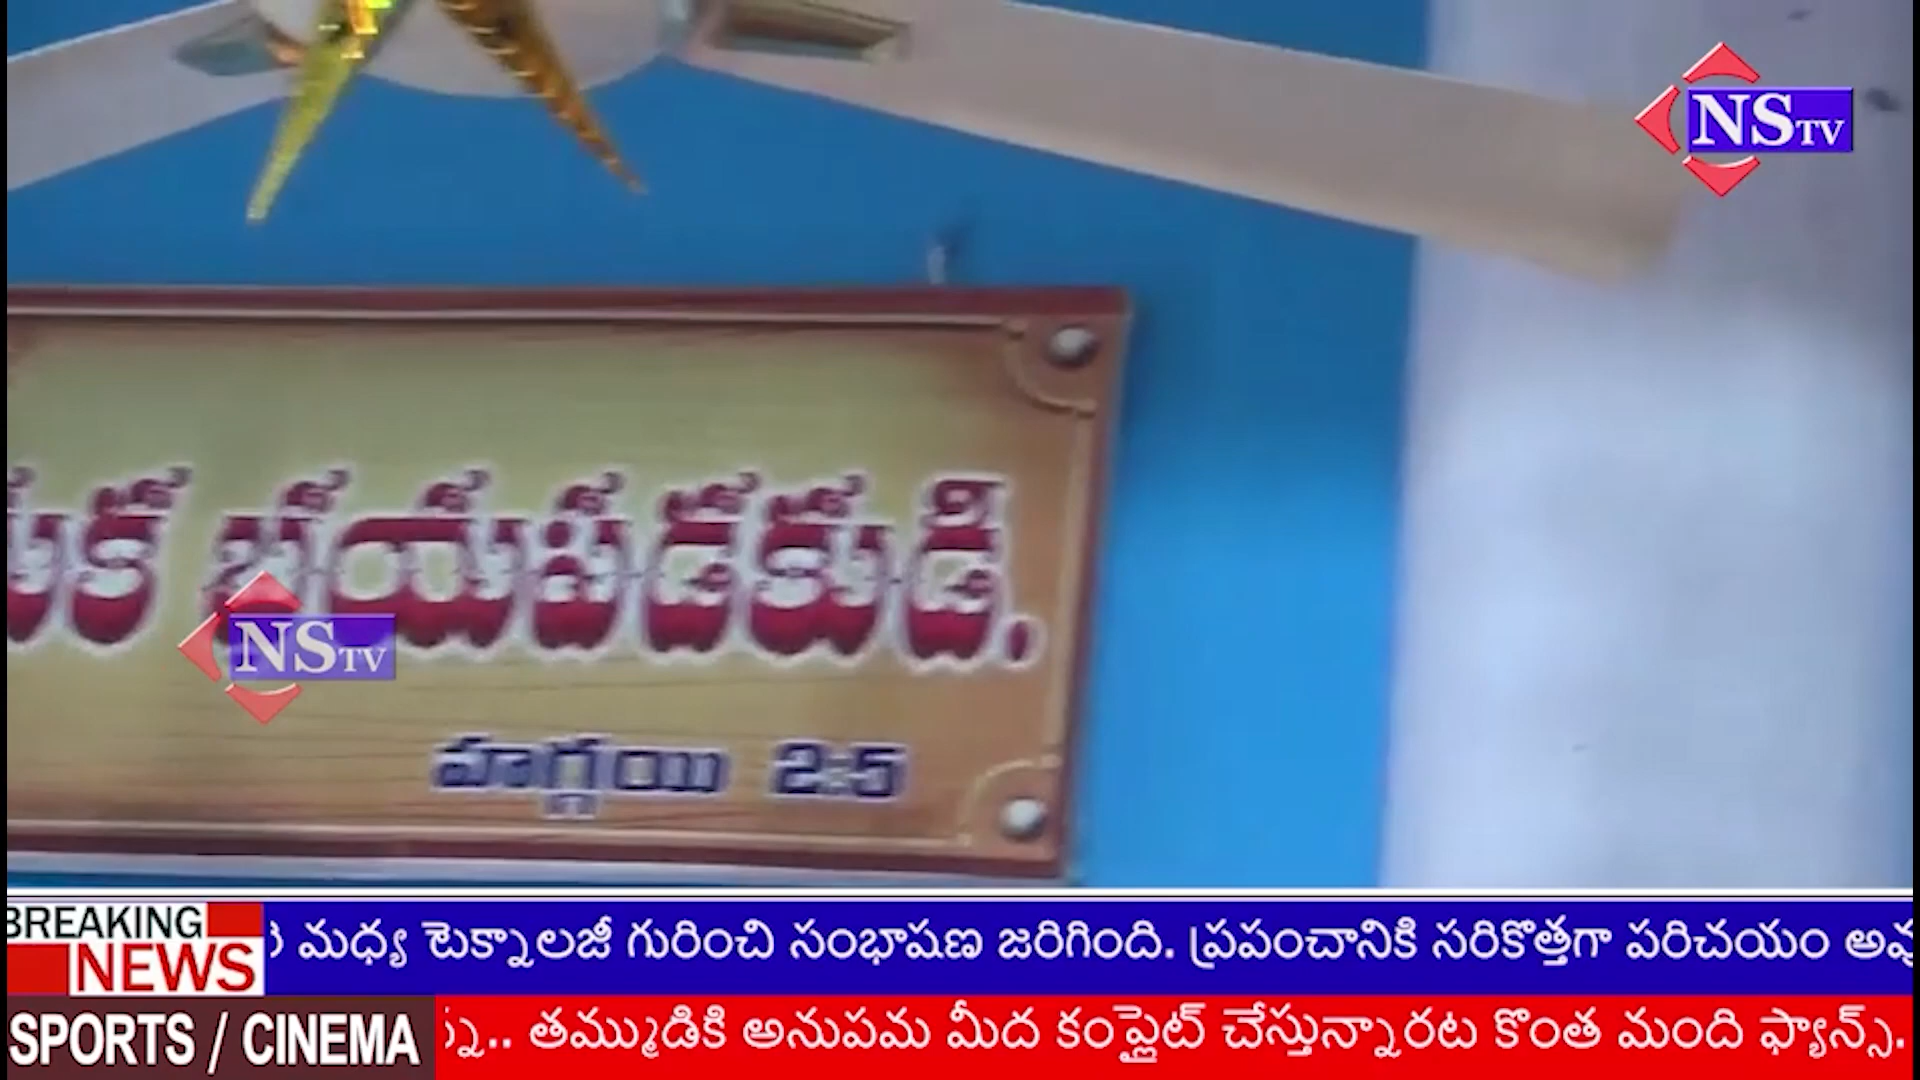 NSTV
భయపడకుడి.
NSTV
హగ్గయి 2:5
BREAKING NEWS
మధ్య టెక్నాలజీ గురించి సంభాషణ జరిగింది. ప్రపంచానికి సరికొత్తగా పరిచయం
SPORTS / CINEMA
.. తమ్ముడికి అనుపమ మీద కంప్లైట్ చేస్తున్నారట కొంత మంది ఫ్యాన్స్.